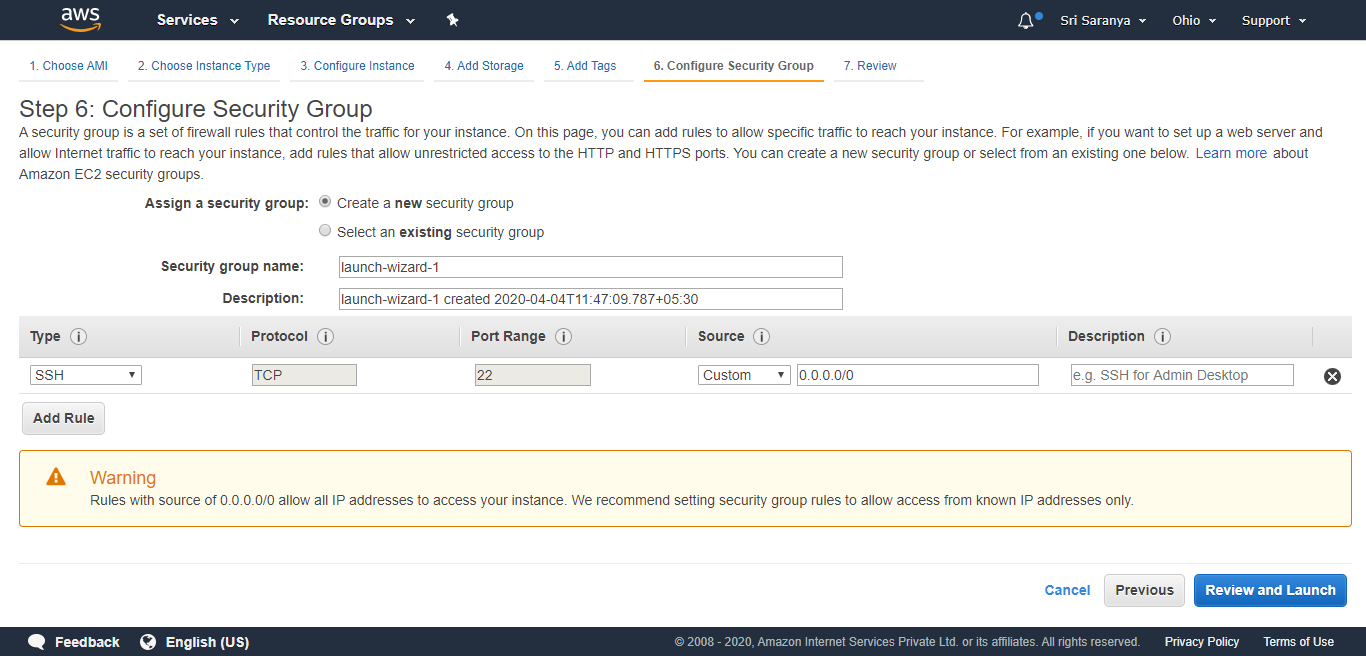 aws Services Resource Groups Sri Saranya Ohio Support
1. Choose AMI 2. Choose Instance Type 3. Configure Instance 4. Add Storage 5. Add Tags 6. Configure Security Group 7. Review
Step 6: Configure Security Group
A security group is a set of firewall rules that control the traffic for your instance. On this page, you can add rules to allow specific traffic to reach your instance. For example, if you want to set up a web server and
allow Internet traffic to reach your instance, add rules that allow unrestricted access to the HTTP and HTTPS ports. You can create a new security group or select from an existing one below. Learn more about
Amazon EC2 security groups.
Assign a security group: Create a new security group
Select an existing security group
Security group name: launch-wizard-1
Description: launch-wizard-1 created 2020-04-04T11:47:09.787+05:30
Type i Protocol i Port Range i Source i Description i
SSH TCP 22 Custom 0.0.0.0/0 e.g. SSH for Admin Desktop
Add Rule
Warning
Rules with source of 0.0.0.0/0 allow all IP addresses to access your instance. We recommend setting security group rules to allow access from known IP addresses only.
Cancel Previous Review and Launch
Feedback English (US) © 2008 - 2020, Amazon Internet Services Private Ltd. or its affiliates. All rights reserved. Privacy Policy Terms of Use